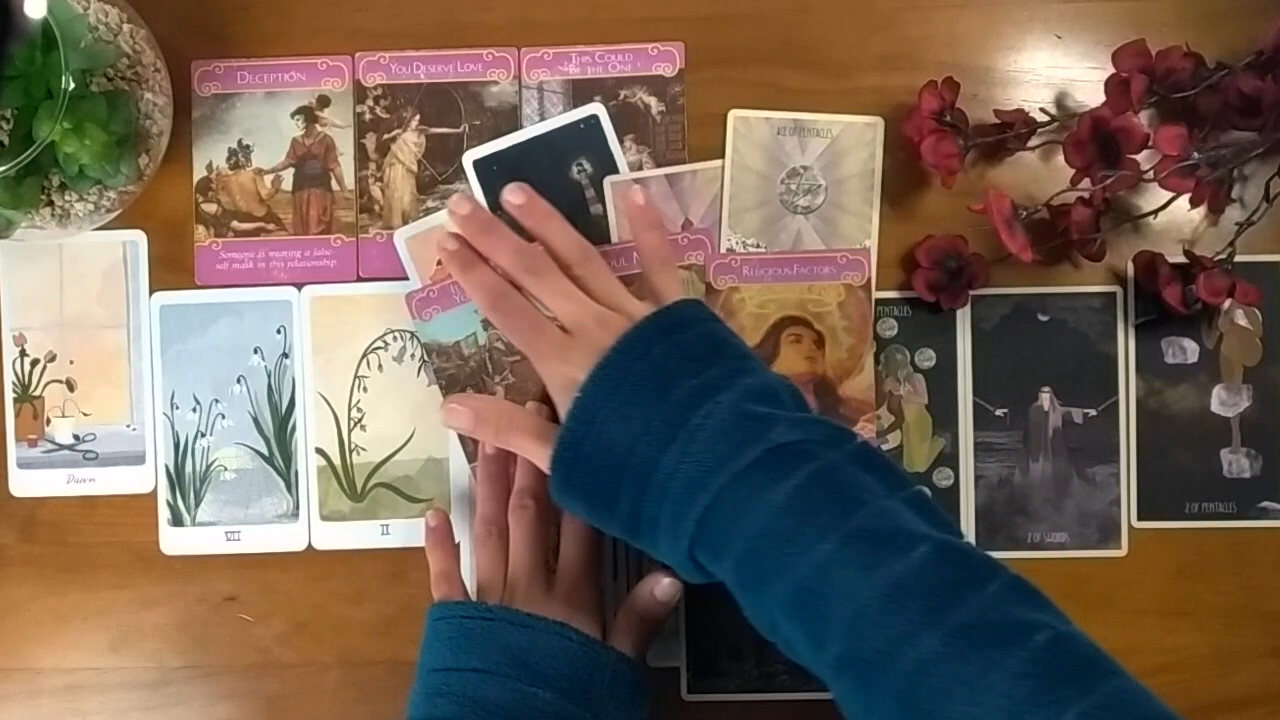 DECEPTION
YOU DESERVE LOVE
THIS COULD
BE THE ONE
ACE OF PENTACLES
RELIGIOUS FACTORS
Someone is wearing a false-
self mask in this relationship.
PENTACLES
Dawn
VII
II
2 OF SWORDS
2 OF PENTACLES